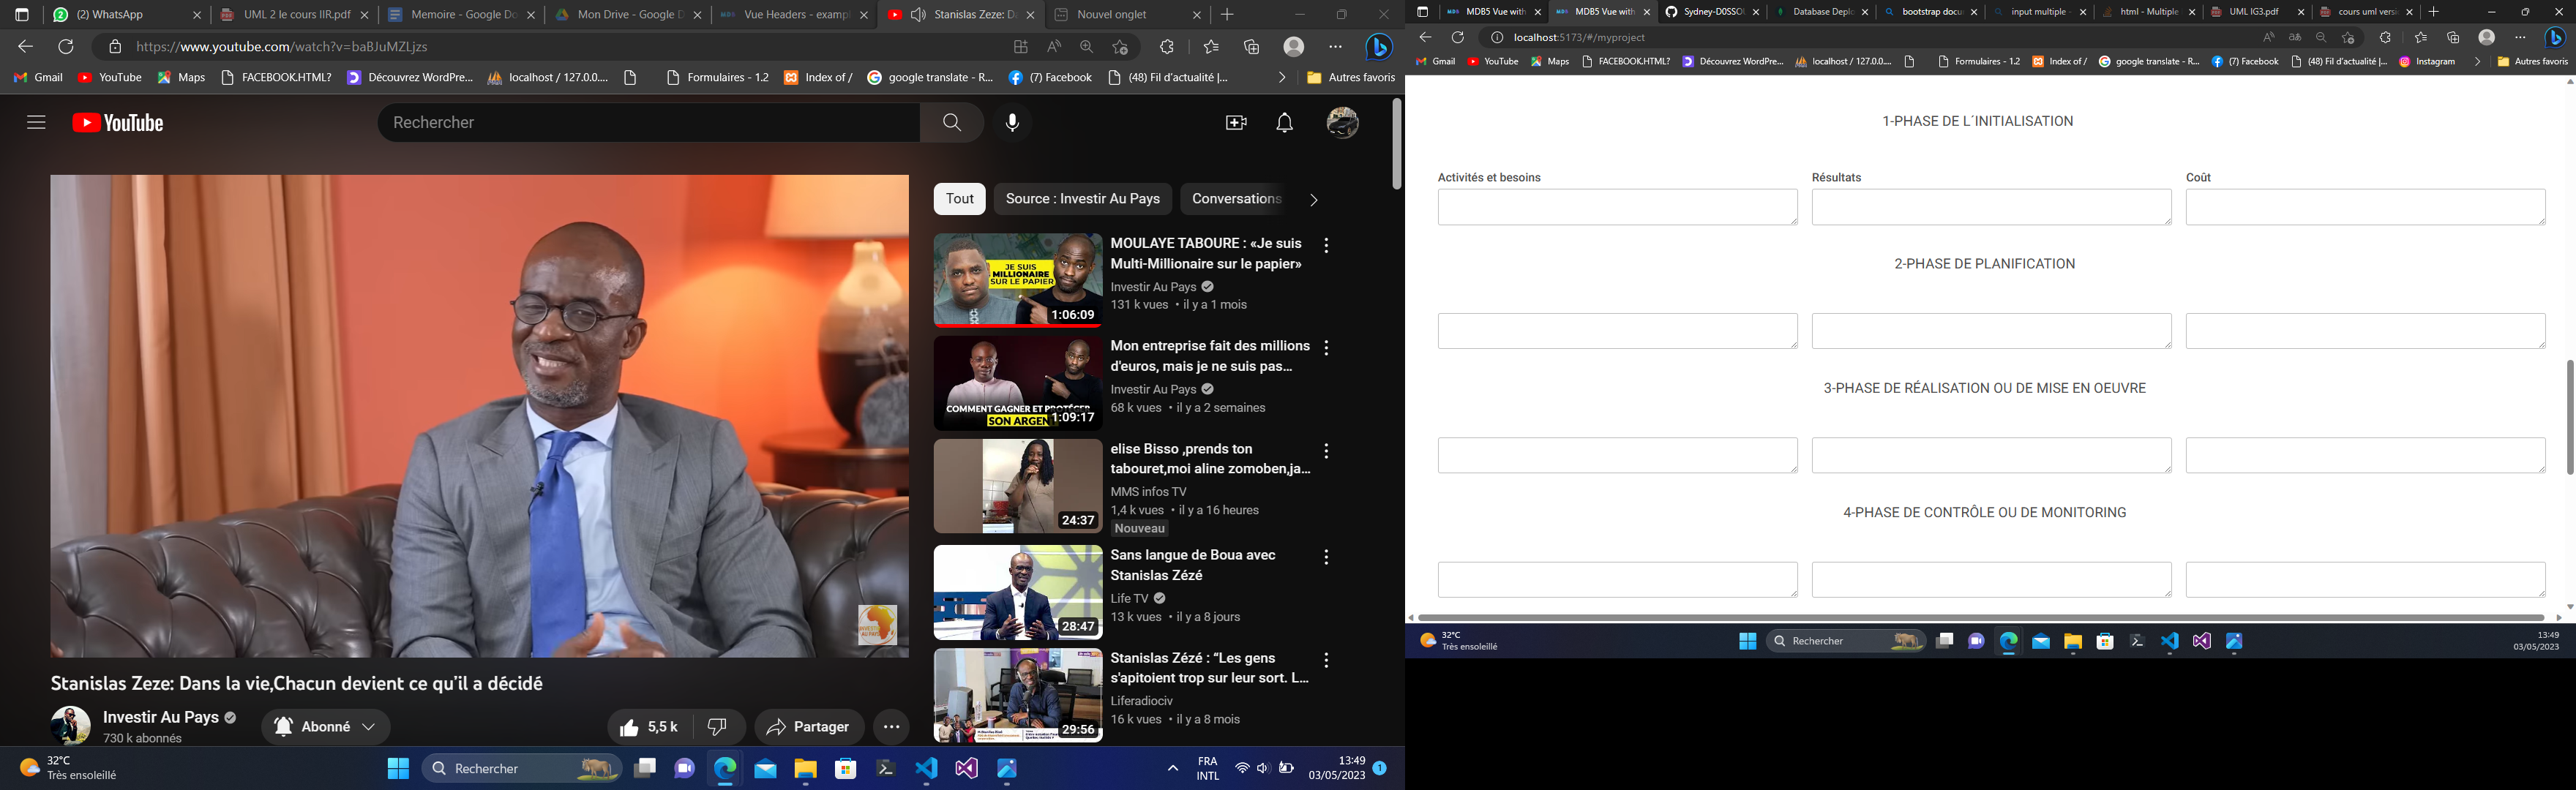 (2) WhatsApp
UML 2 le cours IIR.pdf
Memoire - Google Do
Mon Drive - Google D
Vue Headers - exampl
Stanislas Zeze: Da
Nouvel onglet
https://www.youtube.com/watch?v=baBJuMZLjzs
Gmail
YouTube
Maps
FACEBOOK.HTML?
Découvrez WordPre...
localhost / 127.0.0....
Formulaires - 1.2
Index of /
google translate - R...
(7) Facebook
(48) Fil d'actualité |...
Autres favoris
YouTube
Rechercher
INVESTIR
AU PAYS
Stanislas Zeze: Dans la vie,Chacun devient ce qu'il a décidé
Investir Au Pays
730 k abonnés
Abonné
5,5 k
Partager
Tout
Source : Investir Au Pays
Conversations
JE SUIS
MILLIONAIRE
SUR LE PAPIER
1:06:09
MOULAYE TABOURE : «Je suis
Multi-Millionaire sur le papier»
Investir Au Pays
131 k vues • il y a 1 mois
COMMENT GAGNER ET PROTÉGER
SON ARGENT
1:09:17
Mon entreprise fait des millions
d'euros, mais je ne suis pas...
Investir Au Pays
68 k vues • il y a 2 semaines
24:37
elise Bisso ,prends ton
tabouret,moi aline zomoben,ja...
MMS infos TV
1,4 k vues • il y a 16 heures
Nouveau
28:47
Sans langue de Boua avec
Stanislas Zézé
Life TV
13 k vues • il y a 8 jours
29:56
Stanislas Zézé : “Les gens
s'apitoient trop sur leur sort. L...
Liferadiociv
16 k vues • il y a 8 mois
32°C
Très ensoleillé
Rechercher
FRA
INTL
13:49
03/05/2023
1
MDB5 Vue with
MDB5 Vue with
Sydney-D0SSOU
Database Deplo
bootstrap docu
input multiple -
html - Multiple
UML IG3.pdf
cours uml versi
localhost:5173/#/myproject
Gmail
YouTube
Maps
FACEBOOK.HTML?
Découvrez WordPre...
localhost / 127.0.0....
Formulaires - 1.2
Index of /
google translate - R...
(7) Facebook
(48) Fil d'actualité |...
Instagram
Autres favoris
1-PHASE DE L´INITIALISATION
Activités et besoins
Résultats
Coût
2-PHASE DE PLANIFICATION
3-PHASE DE RÉALISATION OU DE MISE EN OEUVRE
4-PHASE DE CONTRÔLE OU DE MONITORING
32°C
Très ensoleillé
Rechercher
13:49
03/05/2023